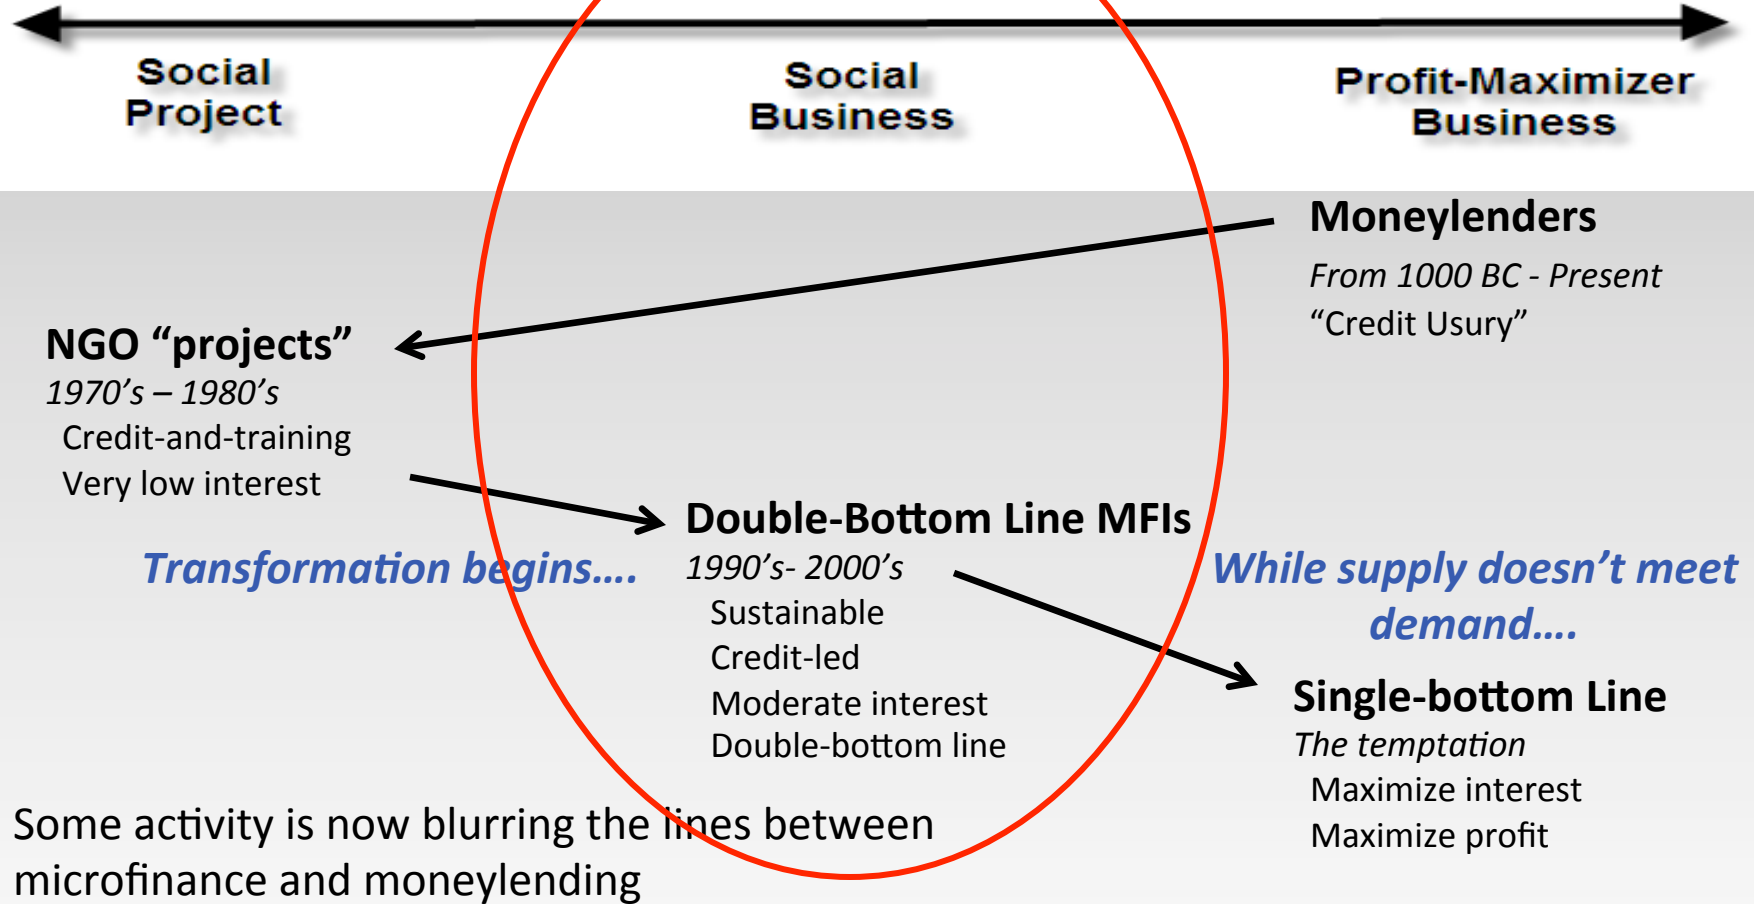 Social
Project
Social
Business
Profit-Maximizer
Business
Moneylenders
From 1000 BC - Present
“Credit Usury”
NGO “projects”
1970’s – 1980’s
Credit-and-training
Very low interest
Transformation begins….
Double-Bottom Line MFIs
1990’s- 2000’s
Sustainable
Credit-led
Moderate interest
Double-bottom line
While supply doesn’t meet
demand….
Single-bottom Line
The temptation
Maximize interest
Maximize profit
Some activity is now blurring the lines between
microfinance and moneylending